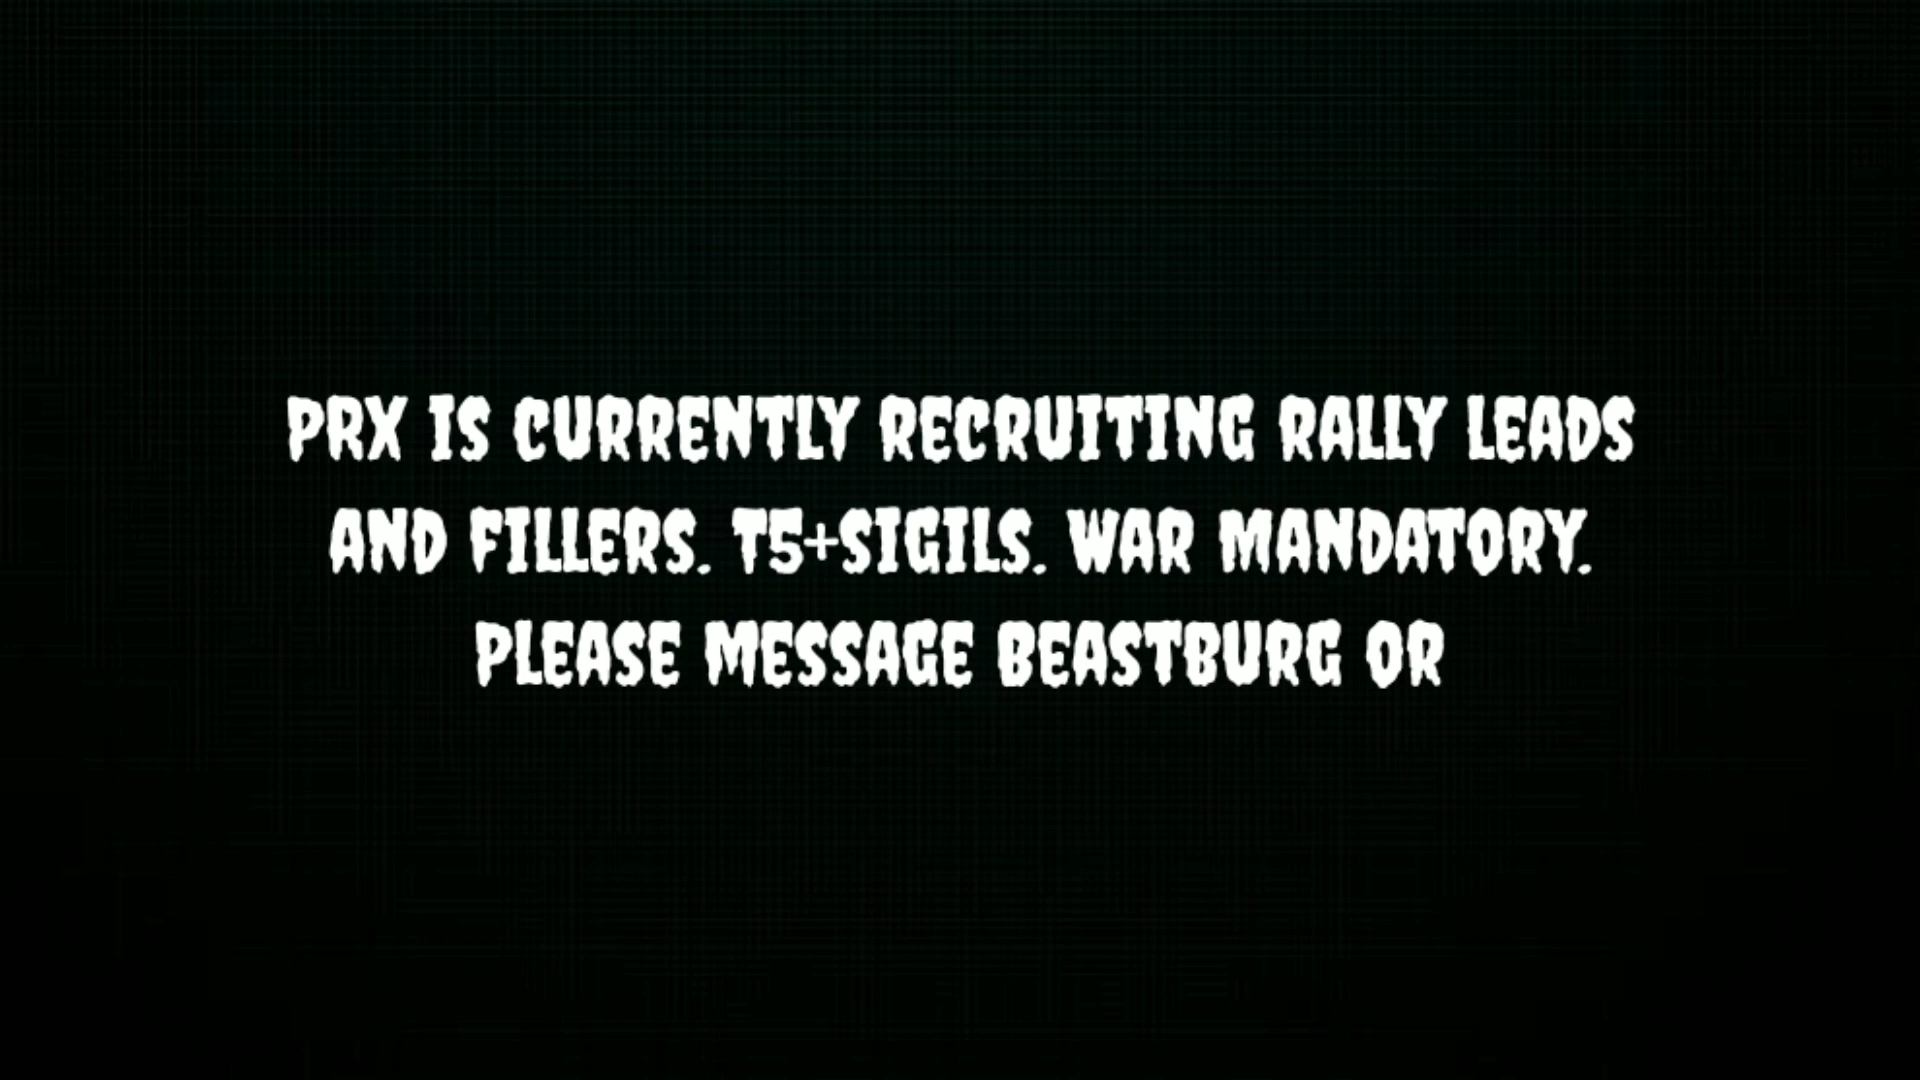 PRX IS CURRENTLY RECRUITING RALLY LEADS
AND FILLERS. T5+SIGILS. WAR MANDATORY.
PLEASE MESSAGE BEASTBURG OR